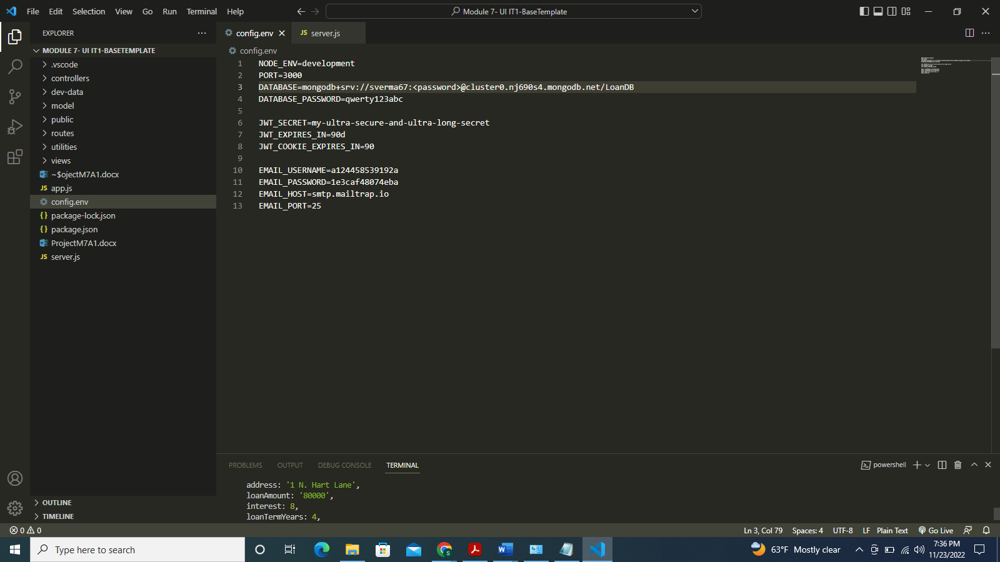 File Edit Selection View Go Run Terminal Help
Module 7- UI IT1-BaseTemplate
EXPLORER
MODULE 7- UI IT1-BASETEMPLATE
.vscode
controllers
dev-data
model
public
routes
utilities
views
~$ojectM7A1.docx
JS app.js
config.env
{} package-lock.json
{} package.json
ProjectM7A1.docx
JS server.js
OUTLINE
TIMELINE
config.env JS server.js
config.env
1 NODE_ENV=development
2 PORT=3000
3 DATABASE=mongodb+srv://sverma67:<password>@cluster0.nj690s4.mongodb.net/LoanDB
4 DATABASE_PASSWORD=qwerty123abc
5
6 JWT_SECRET=my-ultra-secure-and-ultra-long-secret
7 JWT_EXPIRES_IN=90d
8 JWT_COOKIE_EXPIRES_IN=90
9
10 EMAIL_USERNAME=a124458539192a
11 EMAIL_PASSWORD=1e3caf48074eba
12 EMAIL_HOST=smtp.mailtrap.io
13 EMAIL_PORT=25
PROBLEMS OUTPUT DEBUG CONSOLE TERMINAL powershell
address: '1 N. Hart Lane',
loanAmount: '80000',
interest: 8,
loanTermYears: 4,
0 0 Ln 3, Col 79 Spaces: 4 UTF-8 LF Plain Text Go Live
Type here to search
63°F Mostly clear
7:36 PM
11/23/2022